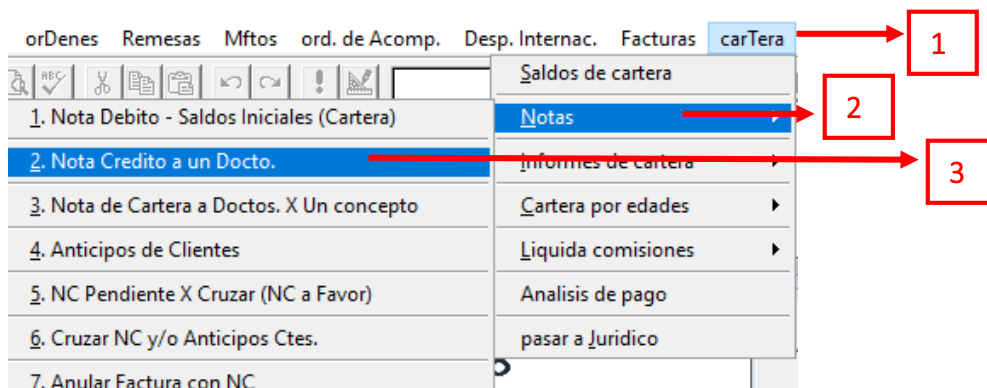 orDenes Remesas Mftos ord. de Acomp. Desp. Internac. Facturas carTera
1
ABC
Saldos de cartera
1. Nota Debito - Saldos Iniciales (Cartera)
Notas
2
2. Nota Credito a un Docto.
Informes de cartera
3
3. Nota de Cartera a Doctos. X Un concepto
Cartera por edades
4. Anticipos de Clientes
Liquida comisiones
5. NC Pendiente X Cruzar (NC a Favor)
Analisis de pago
6. Cruzar NC y/o Anticipos Ctes.
pasar a Juridico
7. Anular Factura con NC